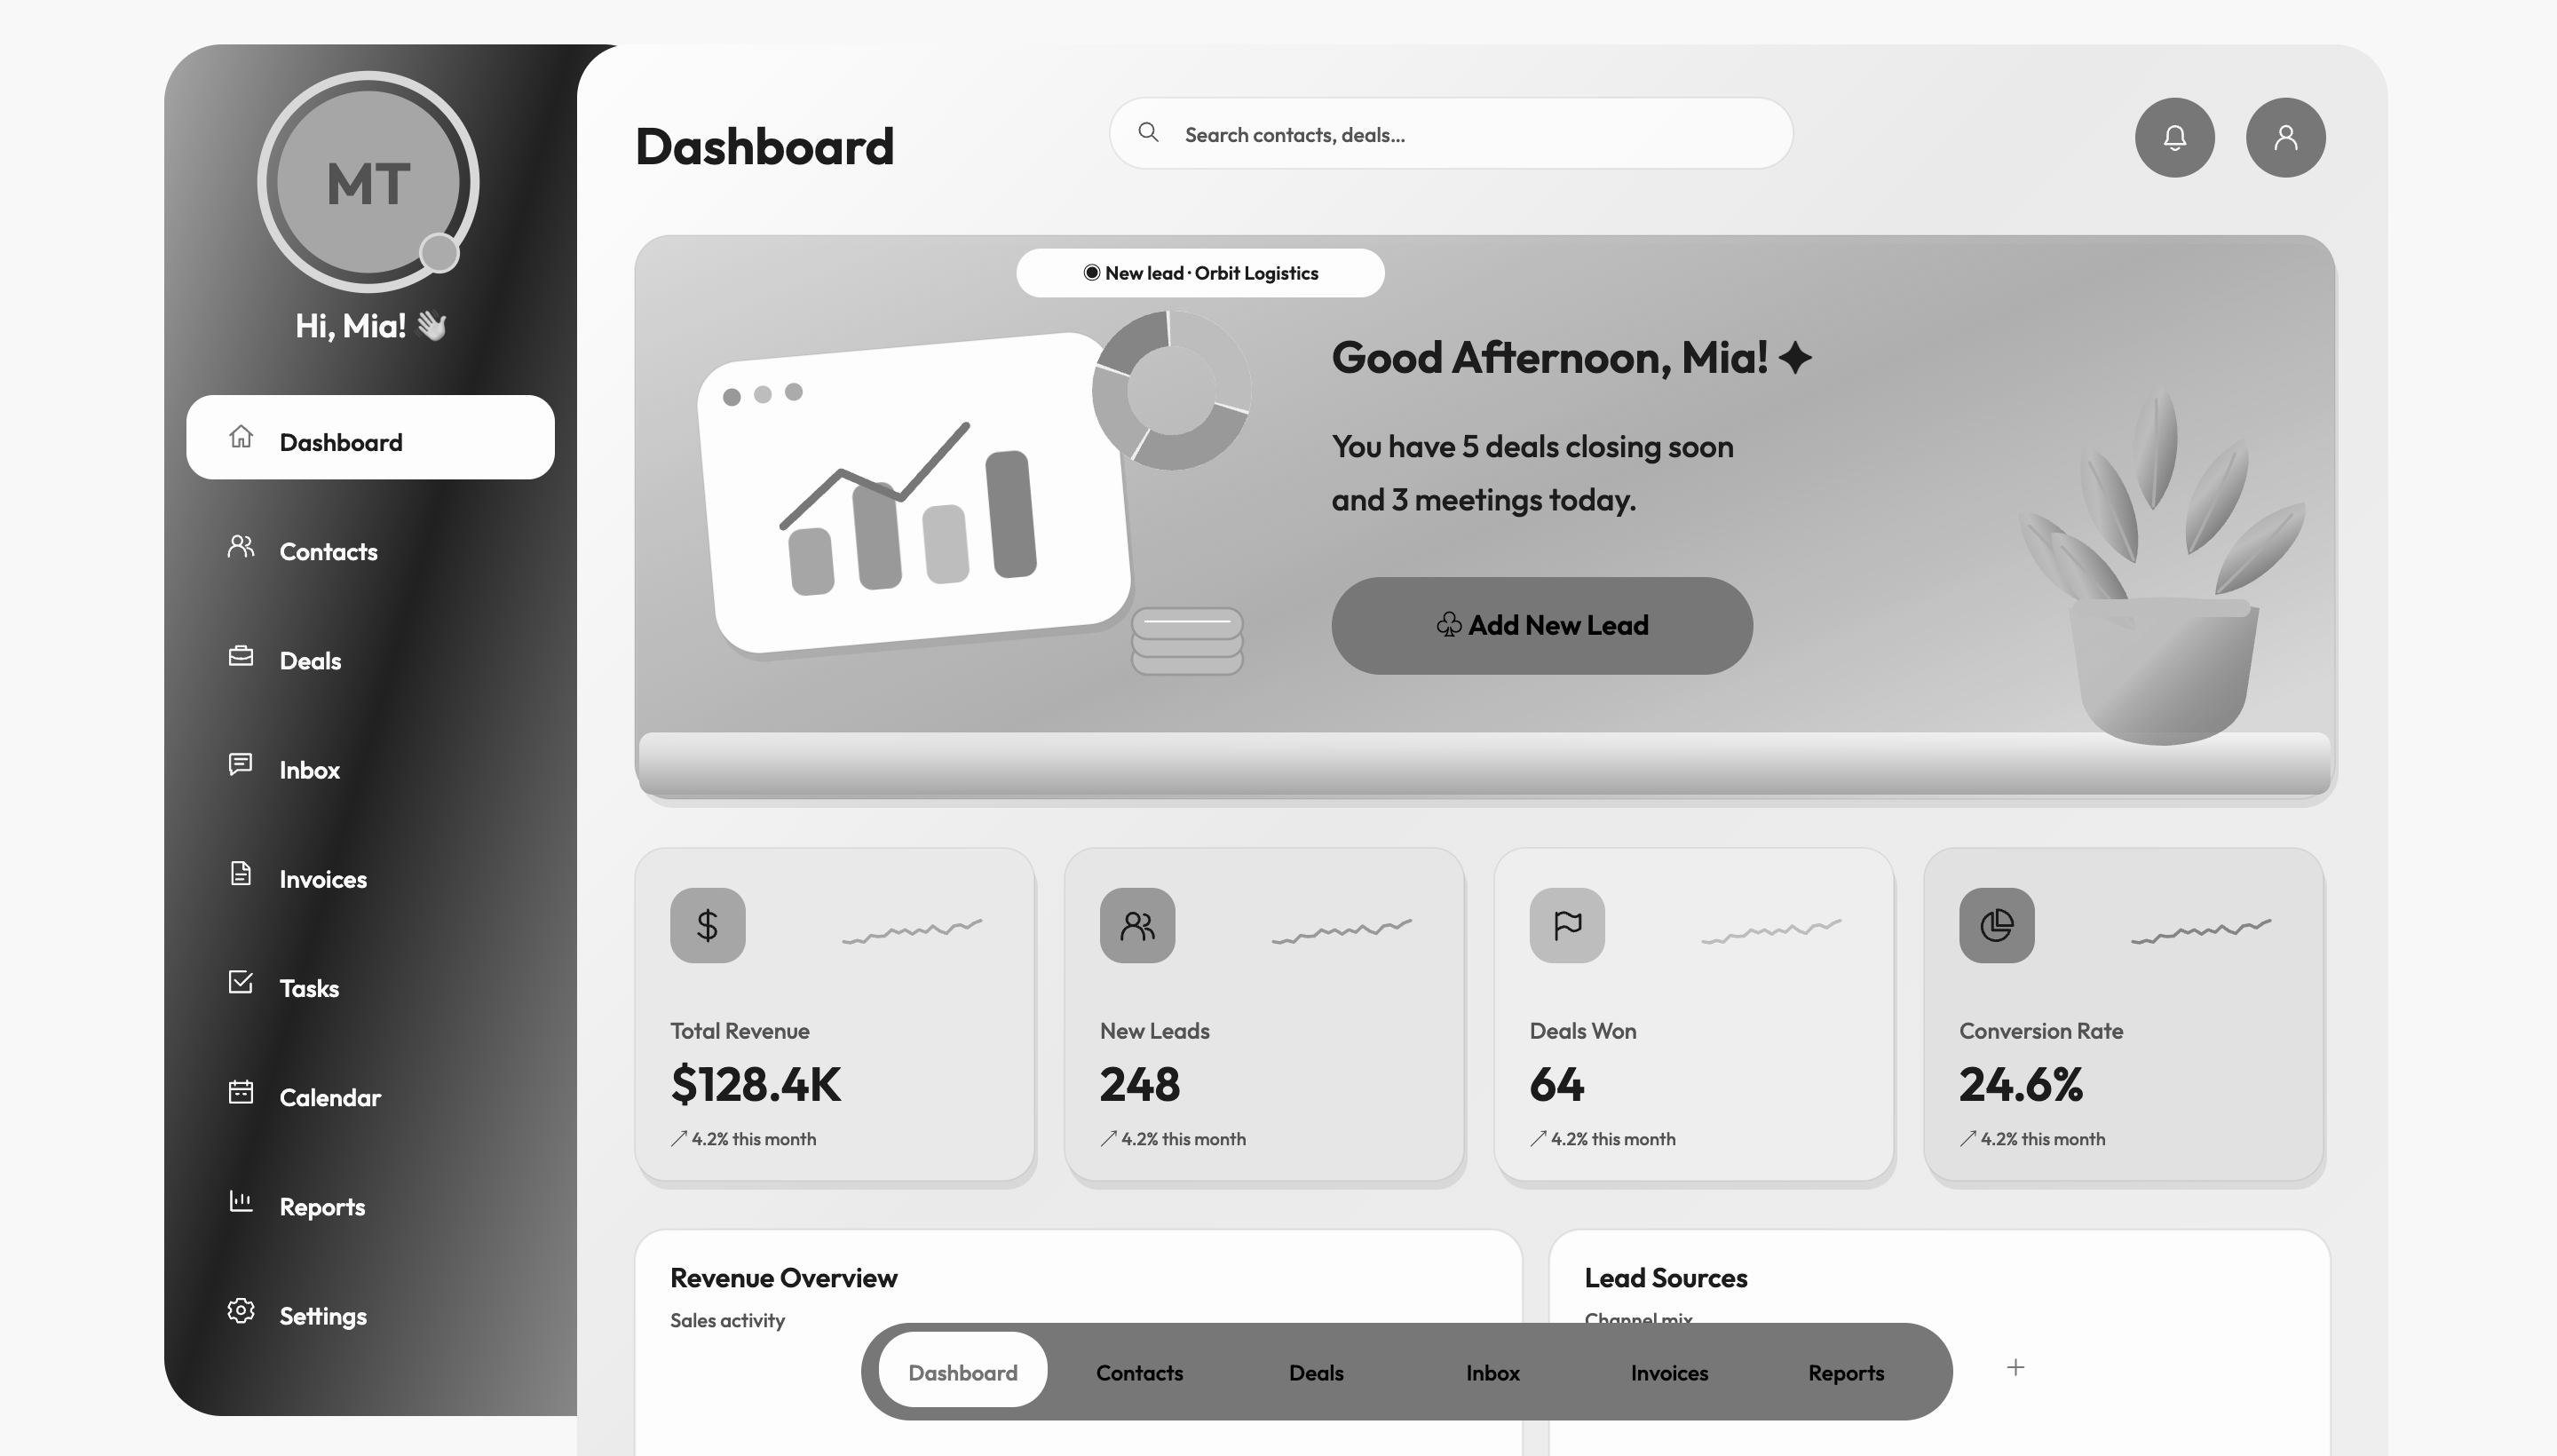 MT
Hi, Mia! 👋
Dashboard
Contacts
Deals
Inbox
Invoices
Tasks
Calendar
Reports
Settings
Dashboard
Search contacts, deals...
◉ New lead · Orbit Logistics
Good Afternoon, Mia! ✦
You have 5 deals closing soon
and 3 meetings today.
♧ Add New Lead
Total Revenue
$128.4K
↗ 4.2% this month
New Leads
248
↗ 4.2% this month
Deals Won
64
↗ 4.2% this month
Conversion Rate
24.6%
↗ 4.2% this month
Revenue Overview
Sales activity
Lead Sources
Channel mix
Dashboard
Contacts
Deals
Inbox
Invoices
Reports
+